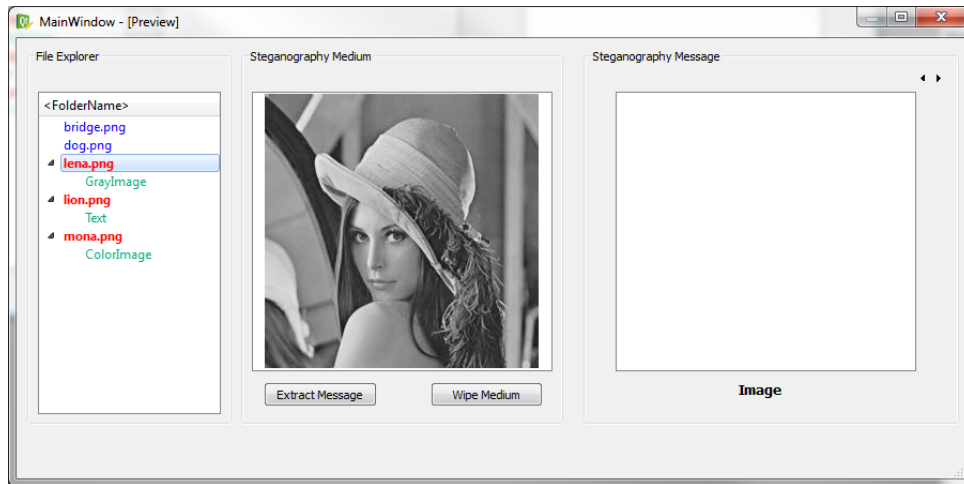 MainWindow - [Preview]
File Explorer
<FolderName>
bridge.png
dog.png
lena.png
GrayImage
lion.png
Text
mona.png
ColorImage
Steganography Medium
Extract Message
Wipe Medium
Steganography Message
Image